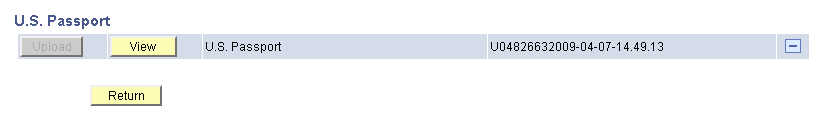 U.S. Passport
Upload View U.S. Passport U04826632009-04-07-14.49.13
Return